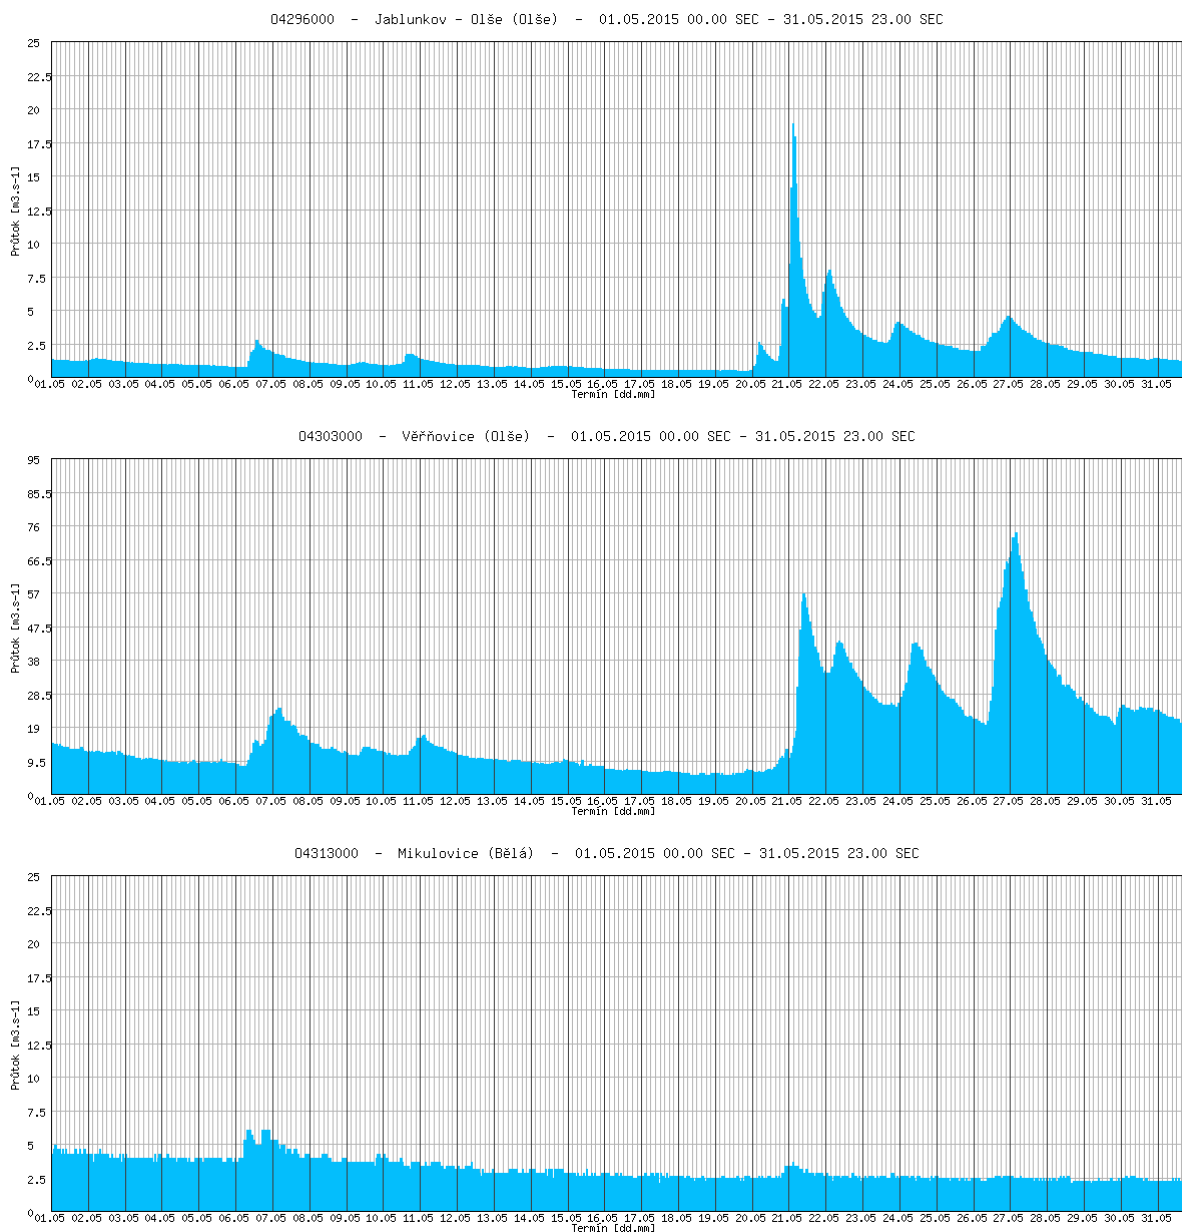 04296000 - Jablunkov - Olše (Olše) - 01.05.2015 00.00 SEC - 31.05.2015 23.00 SEC
25
22.5
20
17.5
15
12.5
10
7.5
5
2.5
0
Průtok [m3.s-1]
01.05 02.05 03.05 04.05 05.05 06.05 07.05 08.05 09.05 10.05 11.05 12.05 13.05 14.05 15.05 16.05 17.05 18.05 19.05 20.05 21.05 22.05 23.05 24.05 25.05 26.05 27.05 28.05 29.05 30.05 31.05
Termín [dd.mm]
04303000 - Věřňovice (Olše) - 01.05.2015 00.00 SEC - 31.05.2015 23.00 SEC
95
85.5
76
66.5
57
47.5
38
28.5
19
9.5
0
Průtok [m3.s-1]
01.05 02.05 03.05 04.05 05.05 06.05 07.05 08.05 09.05 10.05 11.05 12.05 13.05 14.05 15.05 16.05 17.05 18.05 19.05 20.05 21.05 22.05 23.05 24.05 25.05 26.05 27.05 28.05 29.05 30.05 31.05
Termín [dd.mm]
04313000 - Mikulovice (Bělá) - 01.05.2015 00.00 SEC - 31.05.2015 23.00 SEC
25
22.5
20
17.5
15
12.5
10
7.5
5
2.5
0
Průtok [m3.s-1]
01.05 02.05 03.05 04.05 05.05 06.05 07.05 08.05 09.05 10.05 11.05 12.05 13.05 14.05 15.05 16.05 17.05 18.05 19.05 20.05 21.05 22.05 23.05 24.05 25.05 26.05 27.05 28.05 29.05 30.05 31.05
Termín [dd.mm]